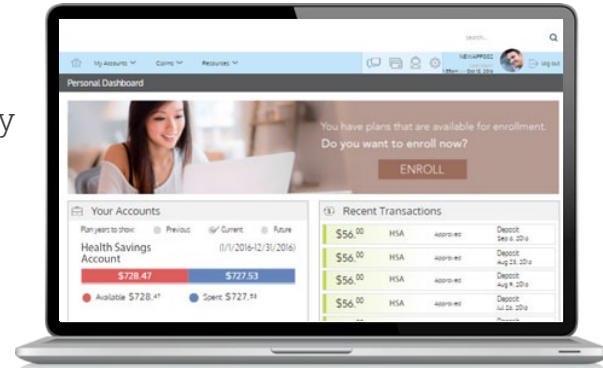 y
search...
My Accounts Claims Resources
NEWAPP002
Oct 12, 2016
Log out
Personal Dashboard
You have plans that are available for enrollment.
Do you want to enroll now?
ENROLL
Your Accounts
Plan years to show: Previous Current Future
Health Savings Account
(1/1/2016-12/31/2016)
$728.47 $727.53
Available $728.47 Spent $727.53
Recent Transactions
$56.00 HSA Approved Deposit
Sep 6, 2016
$56.00 HSA Approved Deposit
Aug 23, 2016
$56.00 HSA Approved Deposit
Aug 9, 2016
$56.00 HSA Approved Deposit
Jul 26, 2016